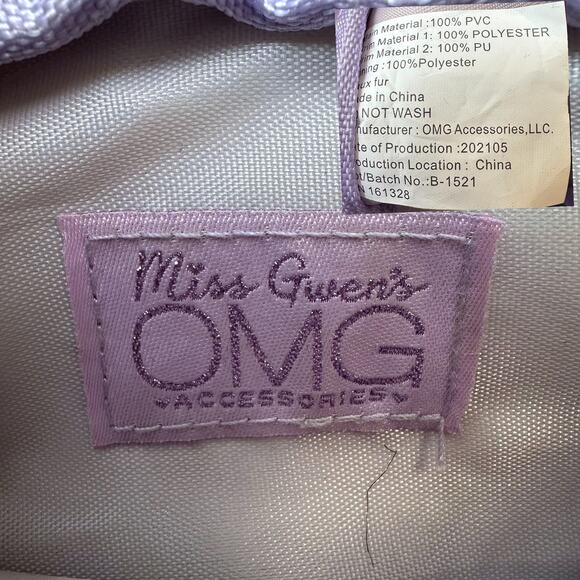 Material :100% PVC
Material 1: 100% POLYESTER
Material 2: 100% PU
:100%Polyester
fur
in China
NOT WASH
: OMG Accessories,LLC.
of Production :202105
Location : China
No.:B-1521
161328
Miss Gwen's
OMG
ACCESSORIES